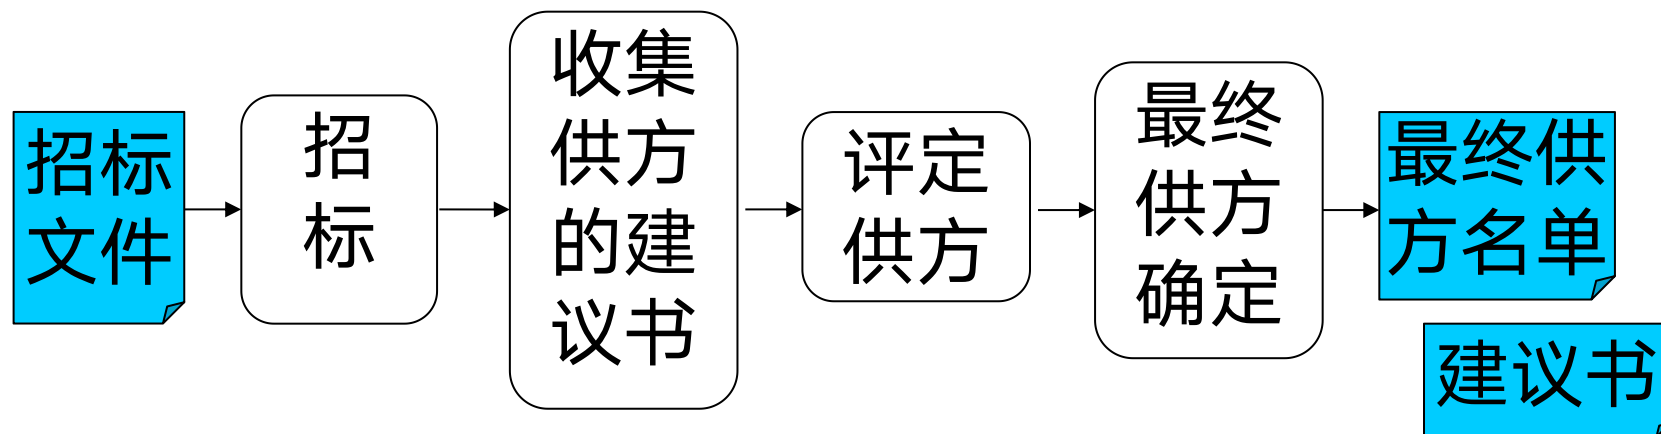 招标
文件
招
标
收集
供方
的建
议书
评定
供方
最终
供方
确定
最终供
方名单
建议书